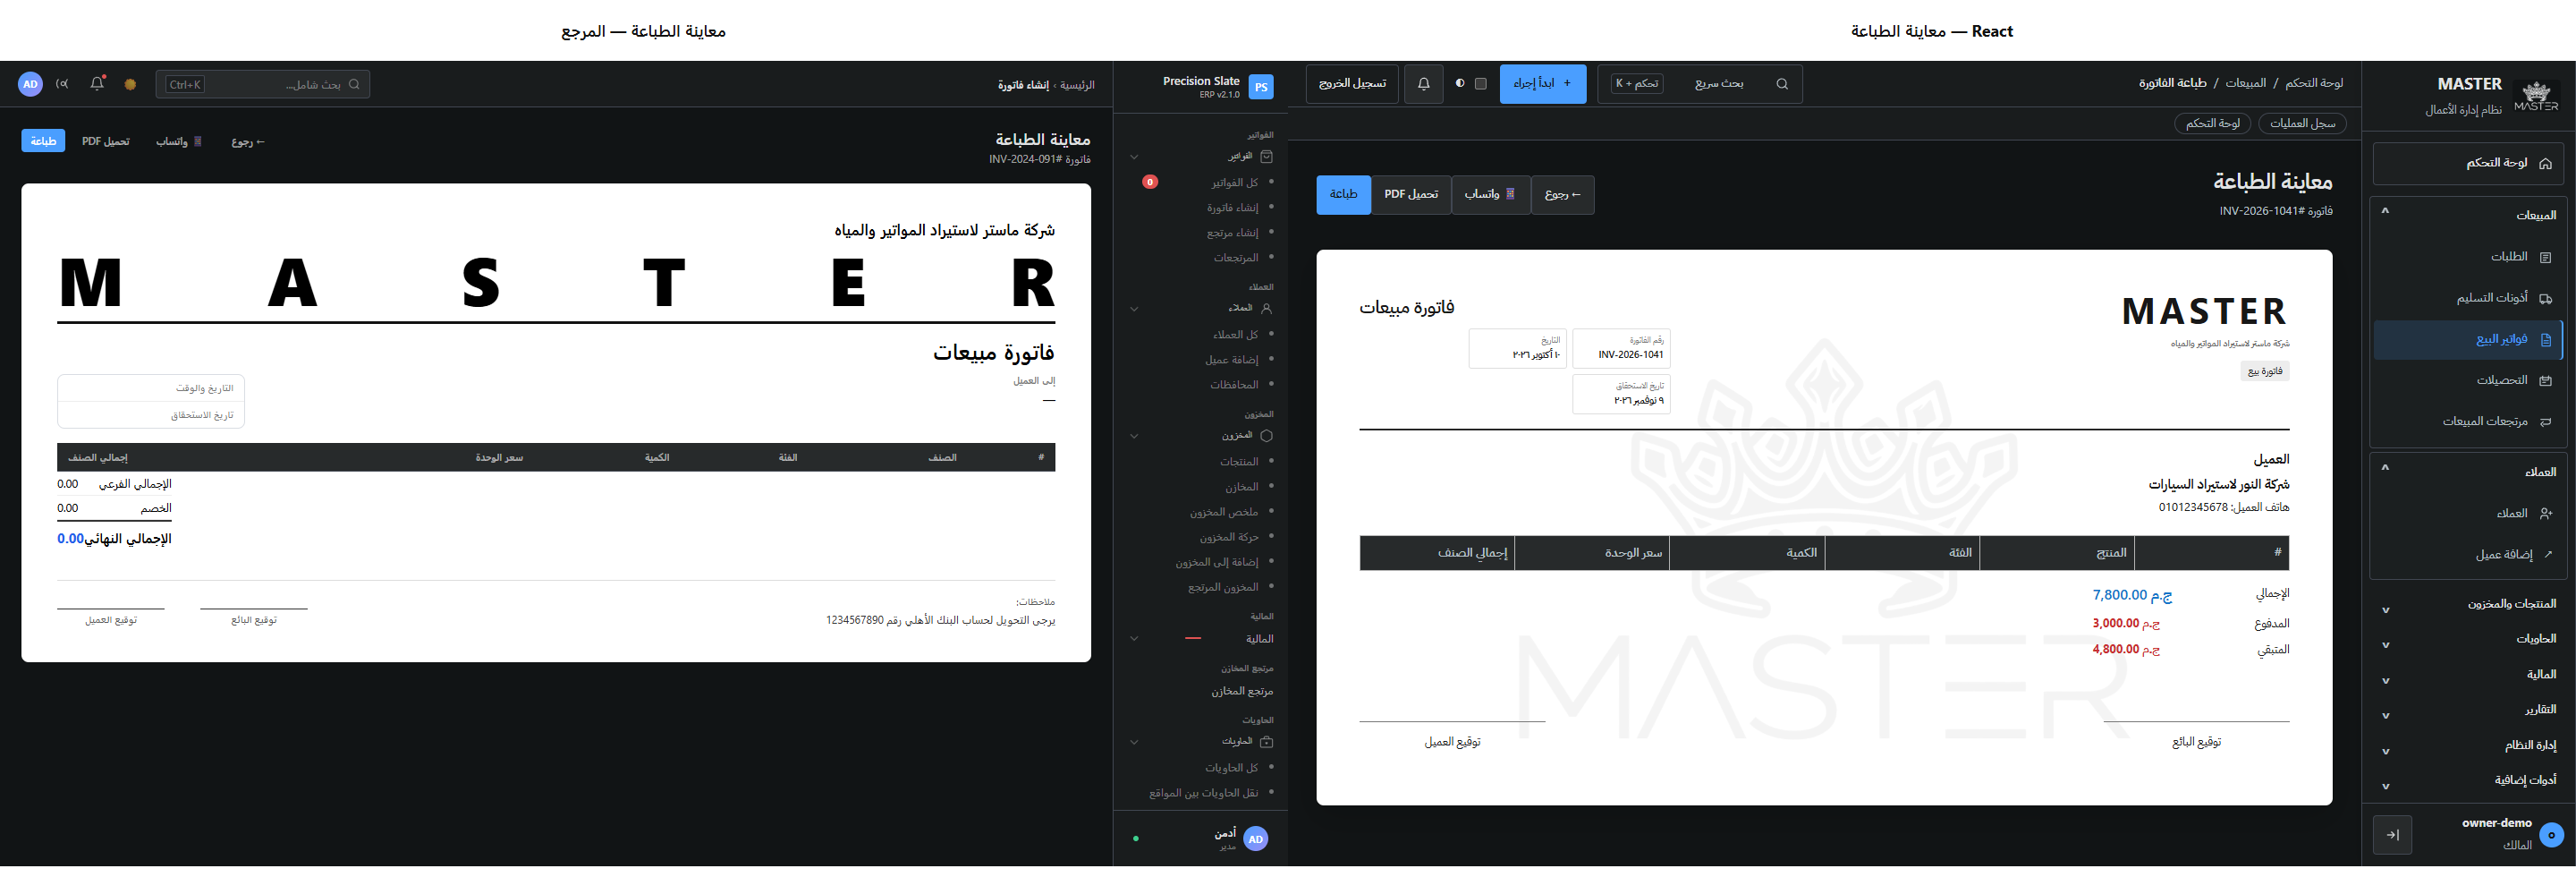 React — معاينة الطباعة
معاينة الطباعة — المرجع
MASTER
نظام إدارة الأعمال
MASTER
لوحة التحكم
المبيعات
الطلبات
أذونات التسليم
فواتير البيع
التحصيلات
مرتجعات المبيعات
العملاء
العملاء
إضافة عميل
المنتجات والمخزون
الحاويات
المالية
التقارير
إدارة النظام
أدوات إضافية
owner-demo
المالك
لوحة التحكم / المبيعات / طباعة الفاتورة
بحث سريع
تحكم + K
+ ابدأ إجراء
تسجيل الخروج
سجل العمليات
لوحة التحكم
معاينة الطباعة
فاتورة #INV-2026-1041
← رجوع
واتساب
تحميل PDF
طباعة
MASTER
شركة ماستر لاستيراد المواتير والمياه
فاتورة بيع
فاتورة مبيعات
رقم الفاتورة
INV-2026-1041
التاريخ
١٠ أكتوبر ٢٠٢٦
تاريخ الاستحقاق
٩ نوفمبر ٢٠٢٦
العميل
شركة النور لاستيراد السيارات
هاتف العميل: 01012345678
# المنتج الفئة الكمية سعر الوحدة إجمالي الصنف
الإجمالي ج.م 7,800.00
المدفوع ج.م 3,000.00
المتبقي ج.م 4,800.00
MASTER
توقيع البائع
توقيع العميل
Precision Slate
ERP v2.1.0
PS
الفواتير
الفواتير
كل الفواتير
0
إنشاء فاتورة
إنشاء مرتجع
المرتجعات
العملاء
العملاء
كل العملاء
إضافة عميل
المحافظات
المخزون
المخزون
المنتجات
المخازن
ملخص المخزون
حركة المخزون
إضافة إلى المخزون
المخزون المرتجع
المالية
المالية
مرتجع المخازن
مرتجع المخازن
الحاويات
الحاويات
كل الحاويات
نقل الحاويات بين المواقع
أدمن
مدير
AD
الرئيسية › إنشاء فاتورة
بحث شامل...
Ctrl+K
AD
معاينة الطباعة
فاتورة #INV-2024-091
← رجوع
واتساب
تحميل PDF
طباعة
شركة ماستر لاستيراد المواتير والمياه
M A S T E R
فاتورة مبيعات
إلى العميل
—
التاريخ والوقت
تاريخ الاستحقاق
# الصنف الفئة الكمية سعر الوحدة إجمالي الصنف
الإجمالي الفرعي 0.00
الخصم 0.00
الإجمالي النهائي 0.00
ملاحظات:
يرجى التحويل لحساب البنك الأهلي رقم 1234567890
توقيع البائع
توقيع العميل